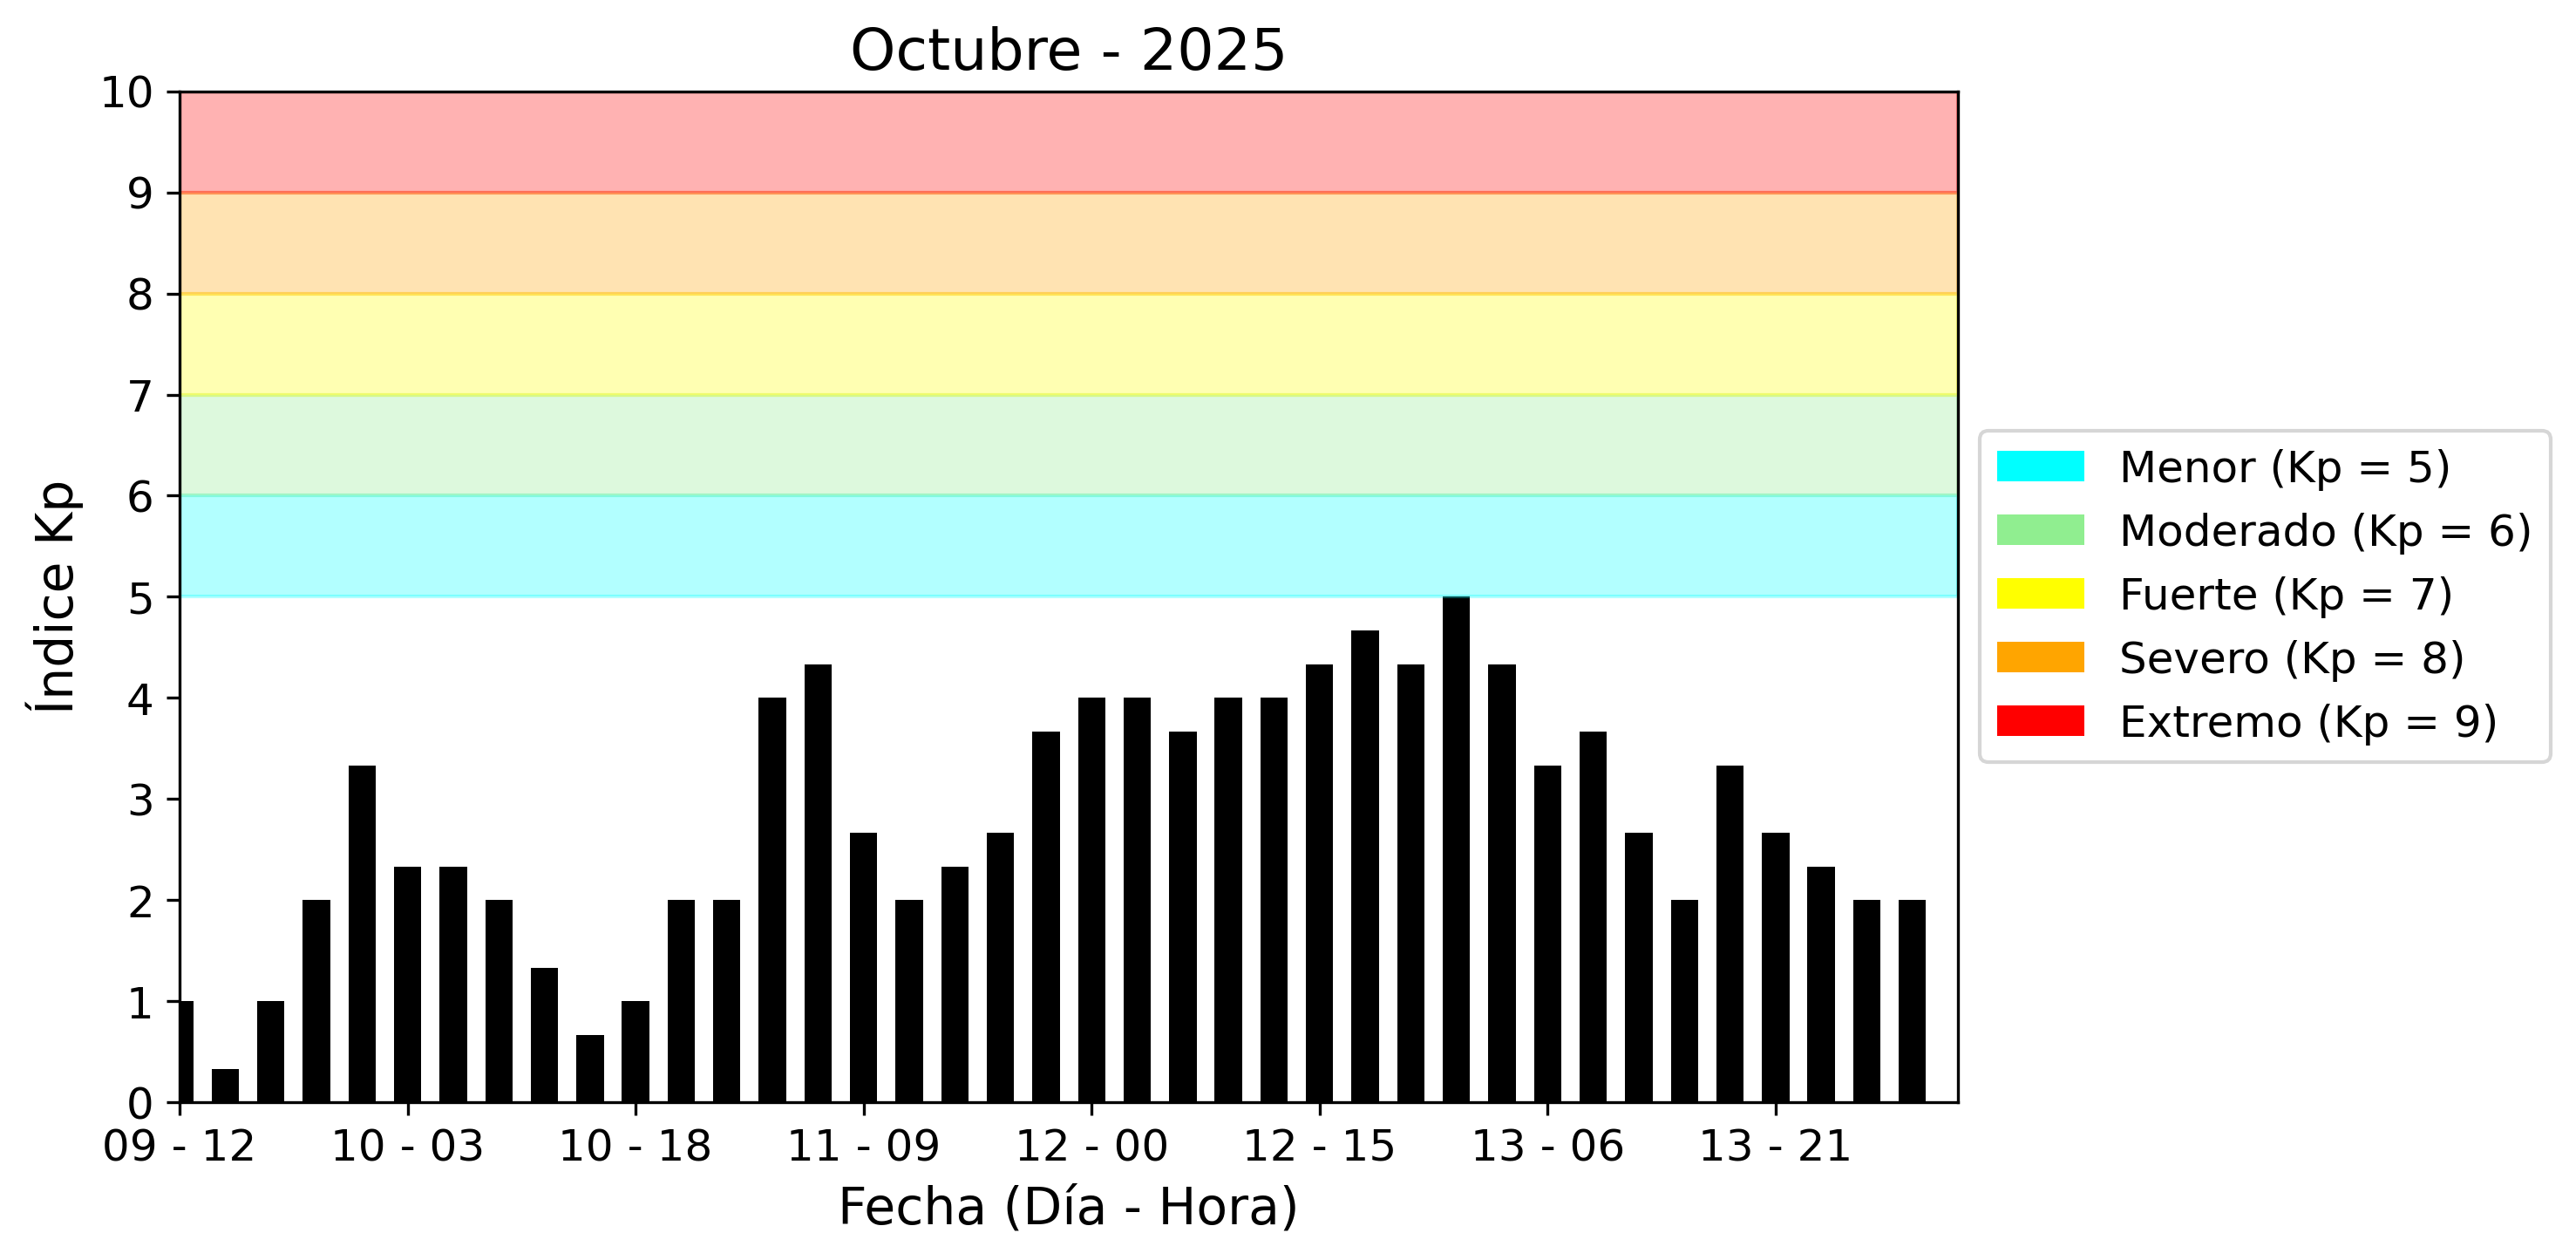 Octubre - 2025
10
9
8
7
6
5
4
3
2
1
0
Índice Kp
09 - 12
10 - 03
10 - 18
11 - 09
12 - 00
12 - 15
13 - 06
13 - 21
Fecha (Día - Hora)
Menor (Kp = 5)
Moderado (Kp = 6)
Fuerte (Kp = 7)
Severo (Kp = 8)
Extremo (Kp = 9)